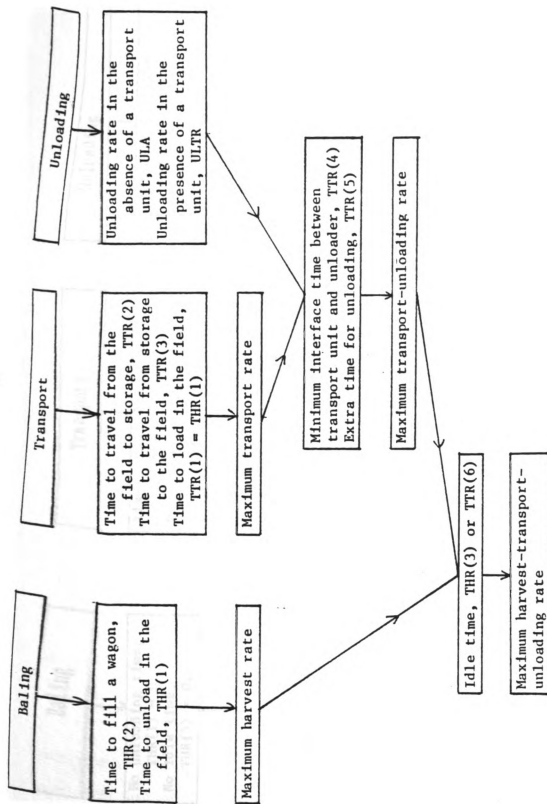 Baling
Time to fill a wagon,
THR(2)
Time to unload in the
field, THR(1)
Maximum harvest rate
Transport
Time to travel from the
field to storage, TTR(2)
Time to travel from storage
to the field, TTR(3)
Time to load in the field,
TTR(1) = THR(1)
Maximum transport rate
Unloading
Unloading rate in the
absence of a transport
unit, ULA
Unloading rate in the
presence of a transport
unit, ULTR
Minimum interface time between
transport unit and unloader, TTR(4)
Extra time for unloading, TTR(5)
Maximum transport-unloading rate
Idle time, THR(3) or TTR(6)
Maximum harvest-transport-
unloading rate